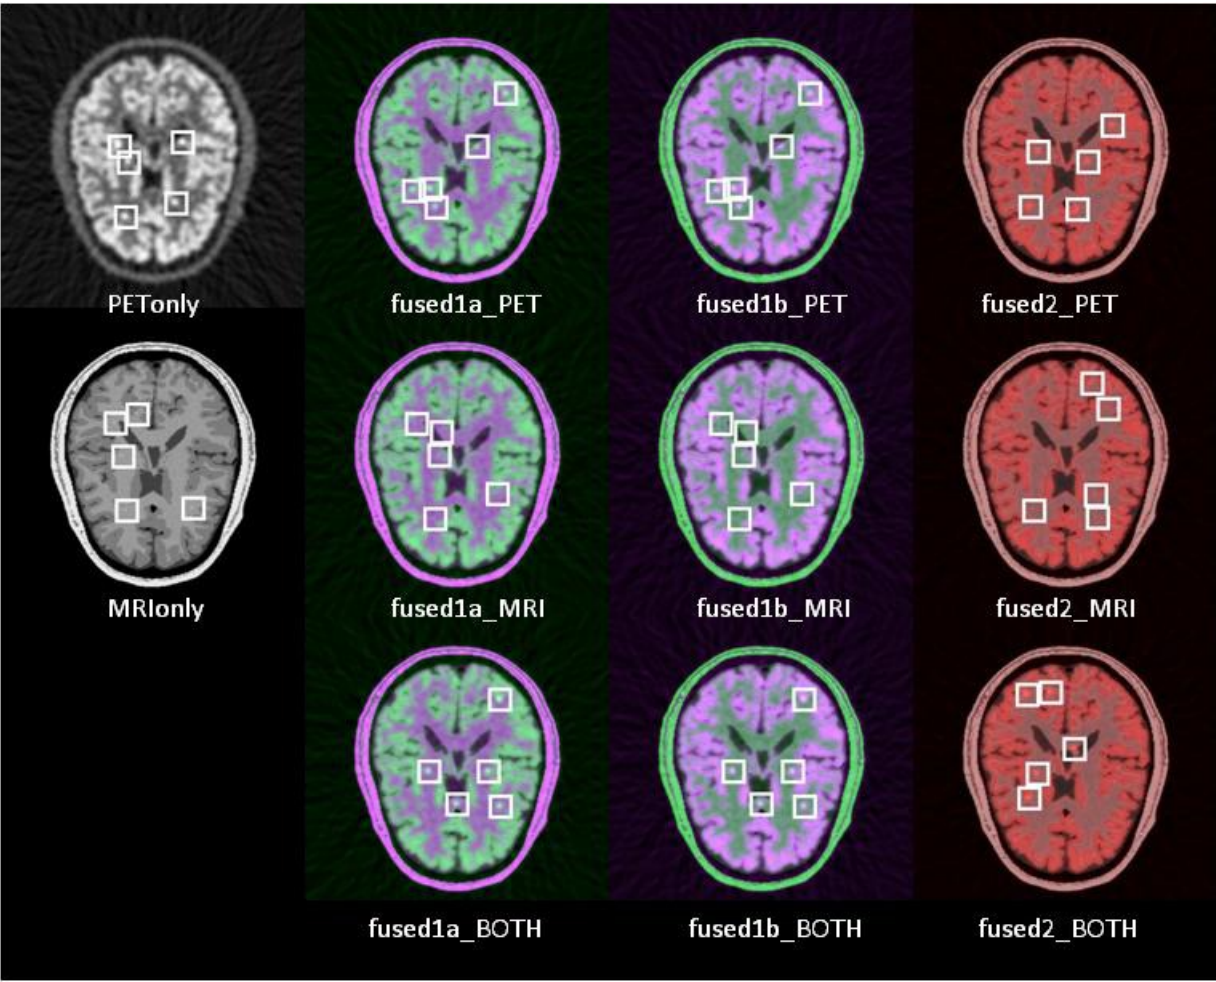 PETonly
fused1a_PET
fused1b_PET
fused2_PET
MRIonly
fused1a_MRI
fused1b_MRI
fused2_MRI
fused1a_BOTH
fused1b_BOTH
fused2_BOTH